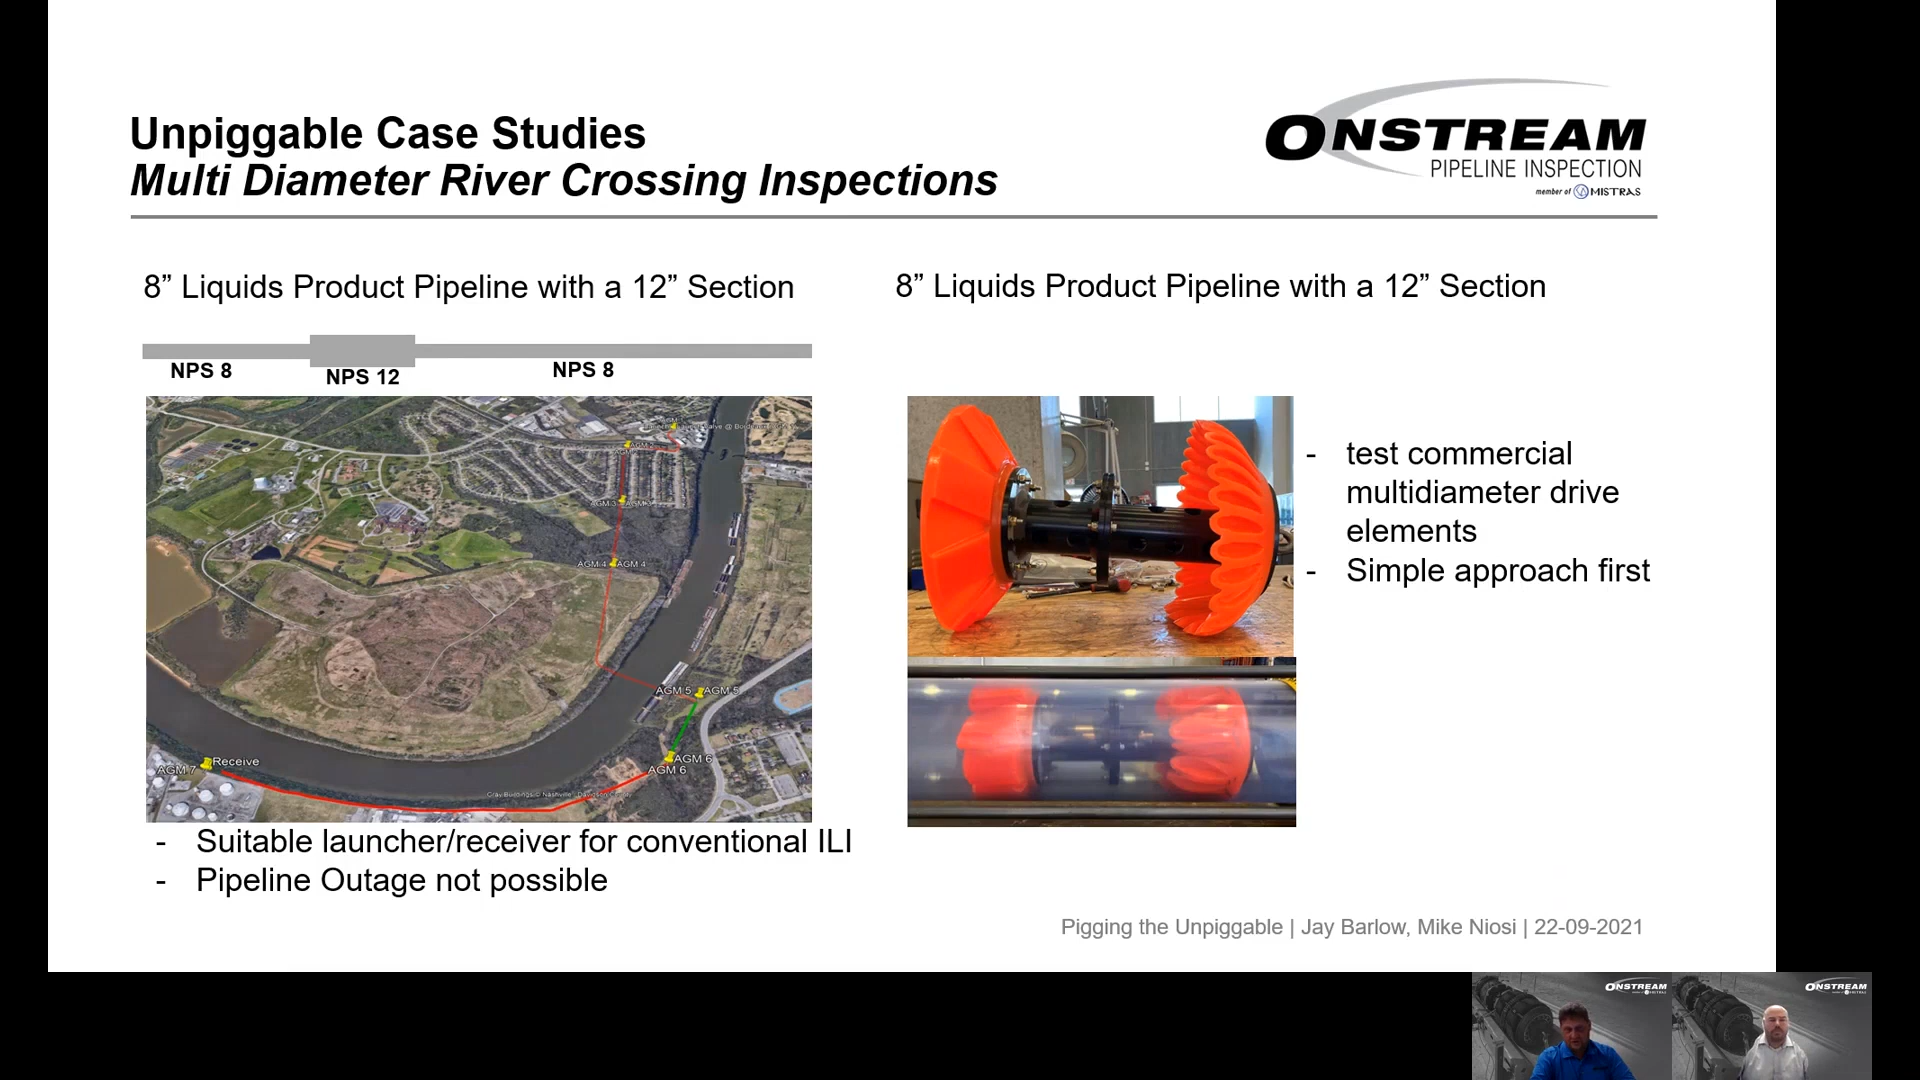 Unpiggable Case Studies
Multi Diameter River Crossing Inspections
ONSTREAM
PIPELINE INSPECTION
member of MISTRAS
8” Liquids Product Pipeline with a 12” Section
NPS 8
NPS 12
NPS 8
AGM 3 AGM 3
AGM 4 AGM 4
AGM 5 AGM 5
AGM 6
AGM 6
Receive
AGM 7
- Suitable launcher/receiver for conventional ILI
- Pipeline Outage not possible
8” Liquids Product Pipeline with a 12” Section
- test commercial
multidiameter drive
elements
- Simple approach first
Pigging the Unpiggable | Jay Barlow, Mike Niosi | 22-09-2021
ONSTREAM
ONSTREAM